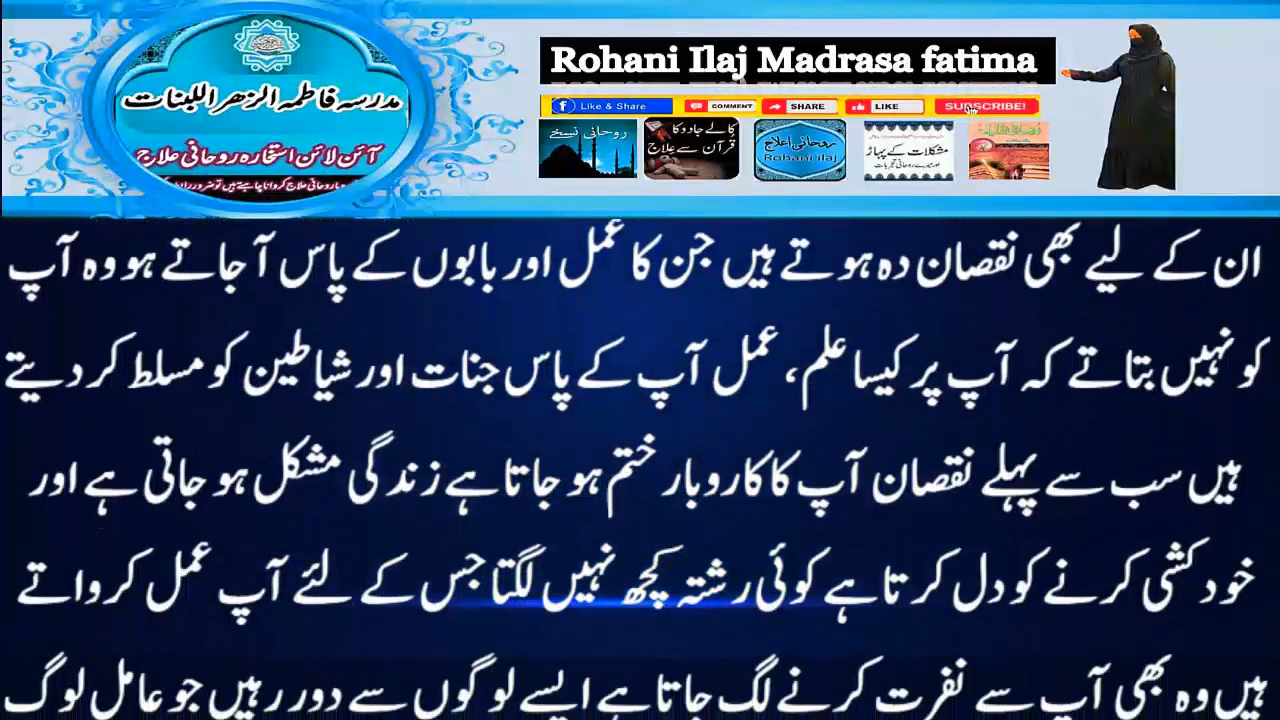 مدرسہ فاطمہ الزھرا للبنات
آئن لائن استخارہ روحانی علاج
Rohani Ilaj Madrasa fatima
Like & Share
COMMENT
SHARE
LIKE
SUBSCRIBE!
روحانی نسخے
کالے جادو کا
قرآن سے علاج
روحانی علاج
Rohani ilaj
مشکلات کے پہاڑ
ان کے لیے بھی نقصان دہ ہوتے ہیں جن کا عمل اور بابوں کے پاس آ جاتے ہو وہ آپ
کو نہیں بتاتے کہ آپ پر کیسا علم، عمل آپ کے پاس جنات اور شیاطین کو مسلط کر دیتے
ہیں سب سے پہلے نقصان آپ کا کاروبار ختم ہو جاتا ہے زندگی مشکل ہو جاتی ہے اور
خودکشی کرنے کو دل کرتا ہے کوئی رشتہ کچھ نہیں لگتا جس کے لئے آپ عمل کرواتے
ہیں وہ بھی آپ سے نفرت کرنے لگ جاتا ہے ایسے لوگوں سے دور رہیں جو عامل لوگ